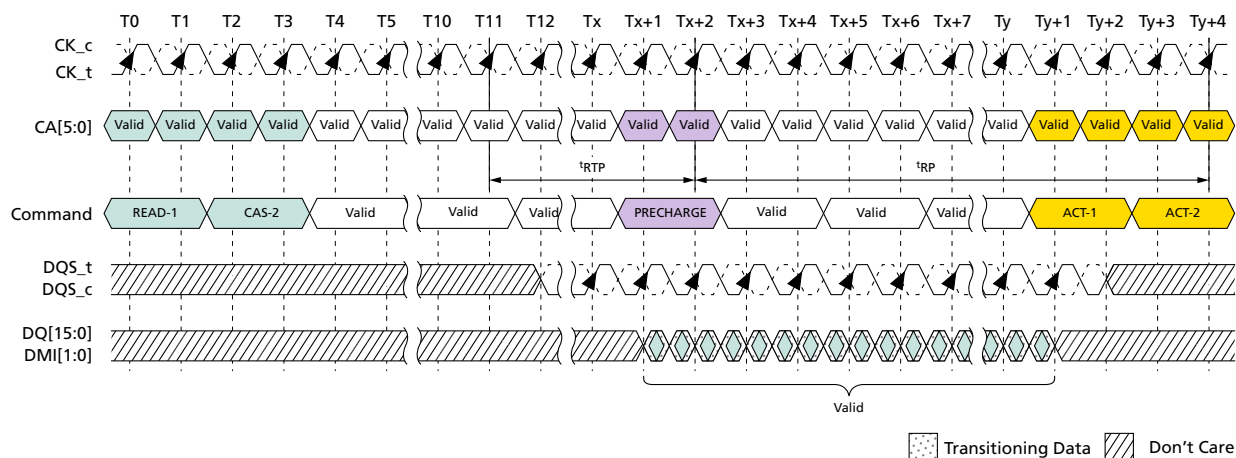 T0 T1 T2 T3 T4 T5 T10 T11 T12 Tx Tx+1 Tx+2 Tx+3 Tx+4 Tx+5 Tx+6 Tx+7 Ty Ty+1 Ty+2 Ty+3 Ty+4
CK_c
CK_t
CA[5:0] Valid Valid Valid Valid Valid Valid Valid Valid Valid Valid Valid Valid Valid Valid Valid Valid Valid Valid Valid Valid Valid Valid
tRTP tRP
Command READ-1 CAS-2 Valid Valid Valid PRECHARGE Valid Valid Valid ACT-1 ACT-2
DQS_t
DQS_c
DQ[15:0]
DMI[1:0]
Valid
Transitioning Data Don't Care